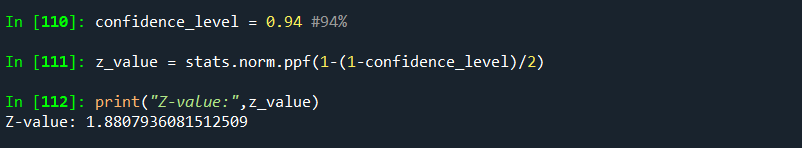 In [110]: confidence_level = 0.94 #94%
In [111]: z_value = stats.norm.ppf(1-(1-confidence_level)/2)
In [112]: print("Z-value:",z_value)
Z-value: 1.8807936081512509